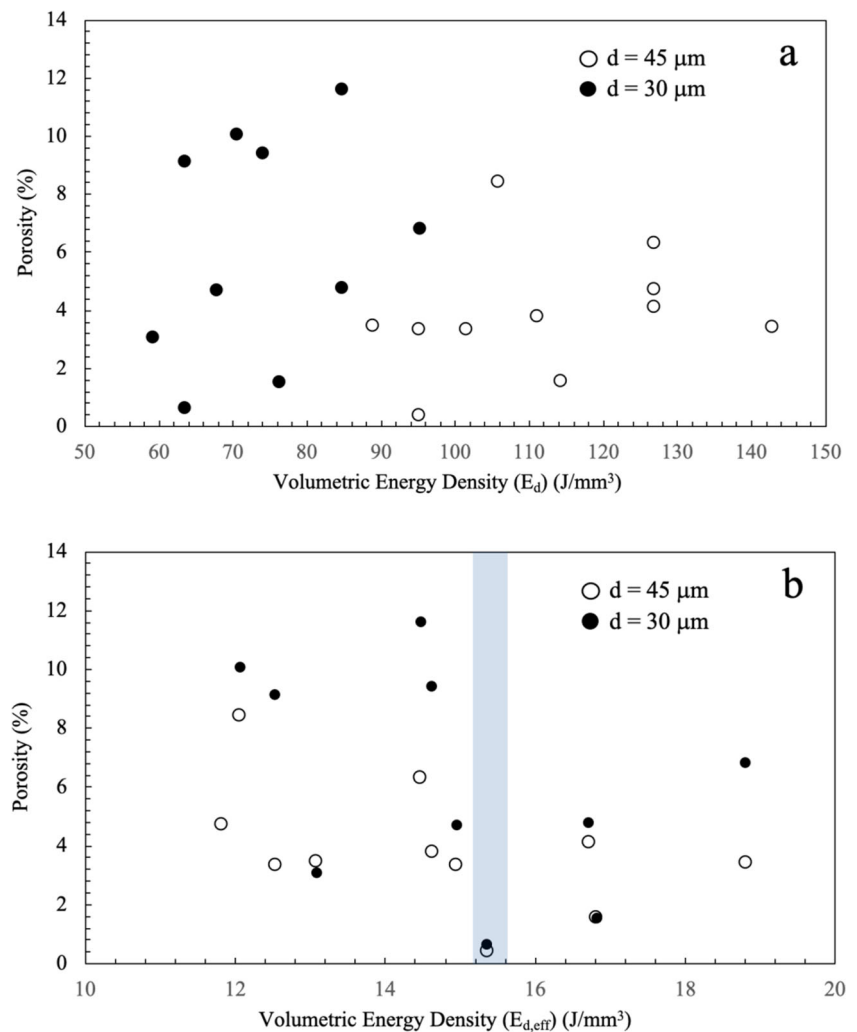 14
a
d = 45 μm
12
d = 30 μm
10
8
Porosity (%)
6
4
2
0
50 60 70 80 90 100 110 120 130 140 150
Volumetric Energy Density (Ed) (J/mm³)
14
b
d = 45 μm
12
d = 30 μm
10
8
Porosity (%)
6
4
2
0
10 12 14 16 18 20
Volumetric Energy Density (Ed,eff) (J/mm³)